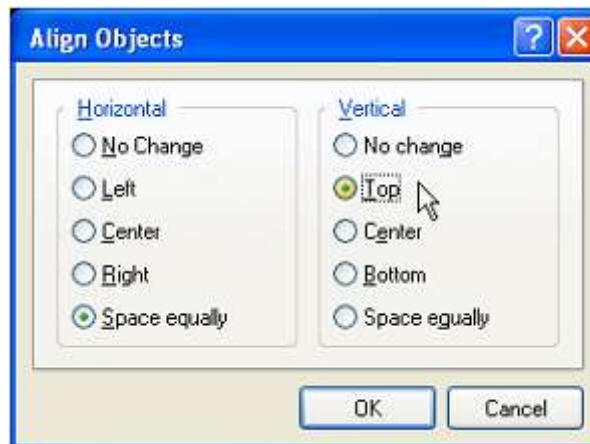 Align Objects
?
Horizontal
No Change
Left
Center
Right
Space equally
Vertical
No change
Top
Center
Bottom
Space equally
OK
Cancel